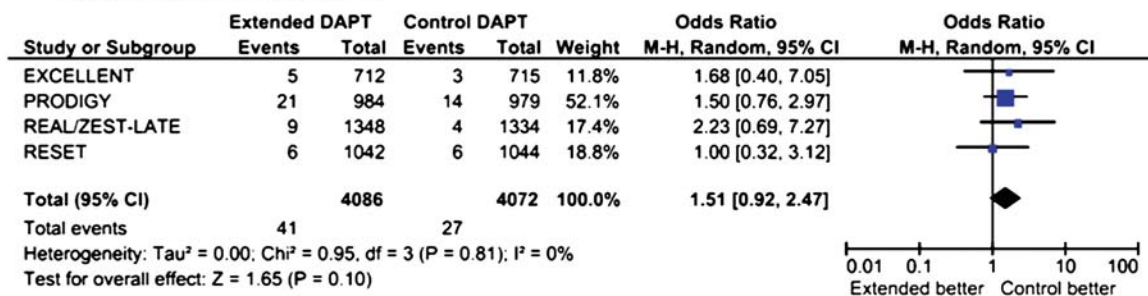 Extended DAPT Control DAPT Odds Ratio Odds Ratio
Study or Subgroup Events Total Events Total Weight M-H, Random, 95% CI M-H, Random, 95% CI
EXCELLENT 5 712 3 715 11.8% 1.68 [0.40, 7.05]
PRODIGY 21 984 14 979 52.1% 1.50 [0.76, 2.97]
REAL/ZEST-LATE 9 1348 4 1334 17.4% 2.23 [0.69, 7.27]
RESET 6 1042 6 1044 18.8% 1.00 [0.32, 3.12]
Total (95% CI) 4086 4072 100.0% 1.51 [0.92, 2.47]
Total events 41 27
Heterogeneity: Tau² = 0.00; Chi² = 0.95, df = 3 (P = 0.81); I² = 0%
Test for overall effect: Z = 1.65 (P = 0.10)
0.01 0.1 1 10 100
Extended better Control better